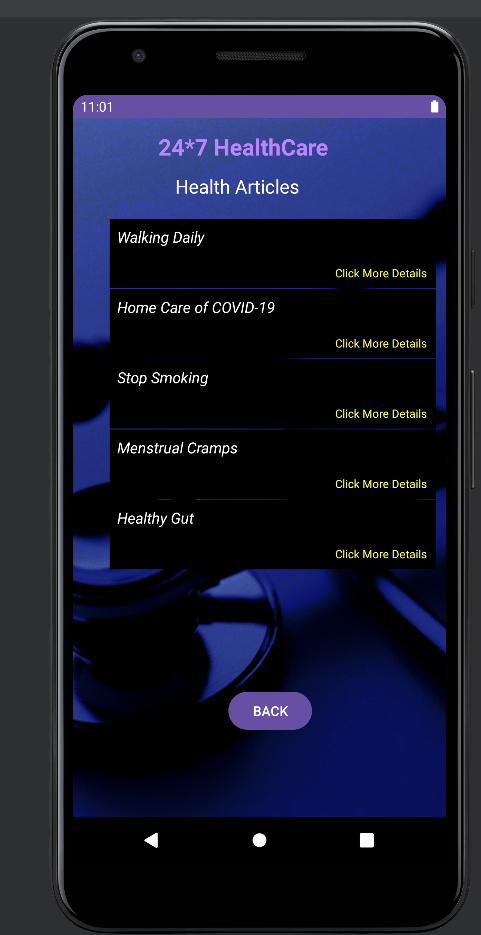 11:01
24*7 HealthCare
Health Articles
Walking Daily
Click More Details
Home Care of COVID-19
Click More Details
Stop Smoking
Click More Details
Menstrual Cramps
Click More Details
Healthy Gut
Click More Details
BACK